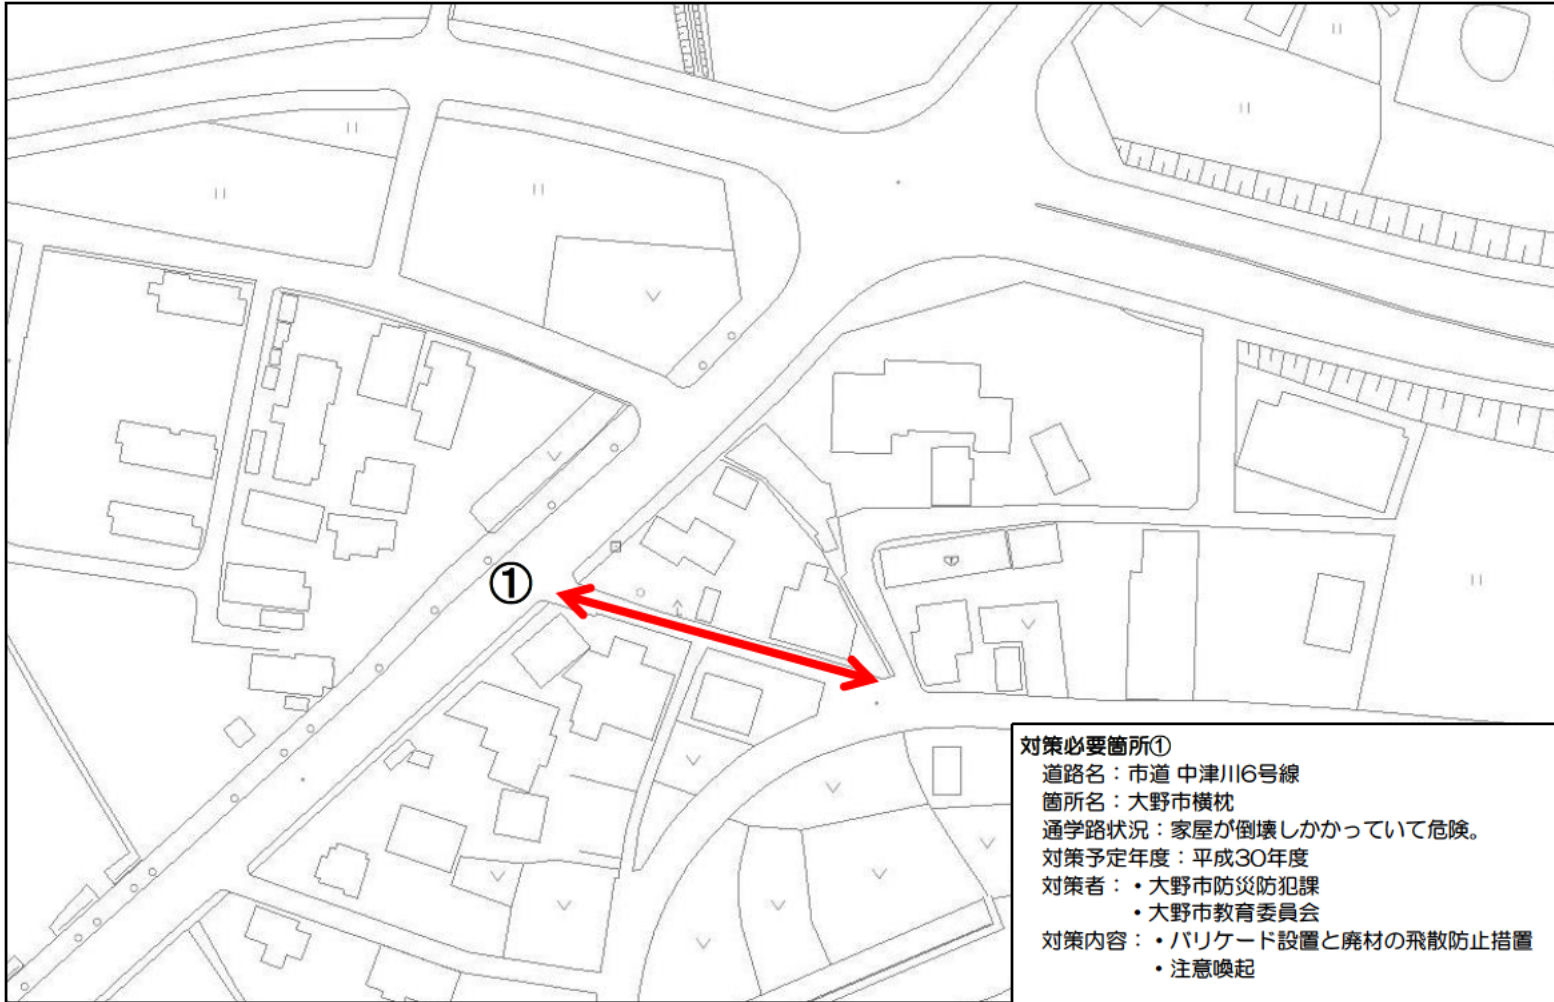 ①
対策必要箇所①
道路名：市道 中津川6号線
箇所名：大野市横枕
通学路状況：家屋が倒壊しかかっていて危険。
対策予定年度：平成30年度
対策者：・大野市防災防犯課
・大野市教育委員会
対策内容：・バリケード設置と廃材の飛散防止措置
・注意喚起